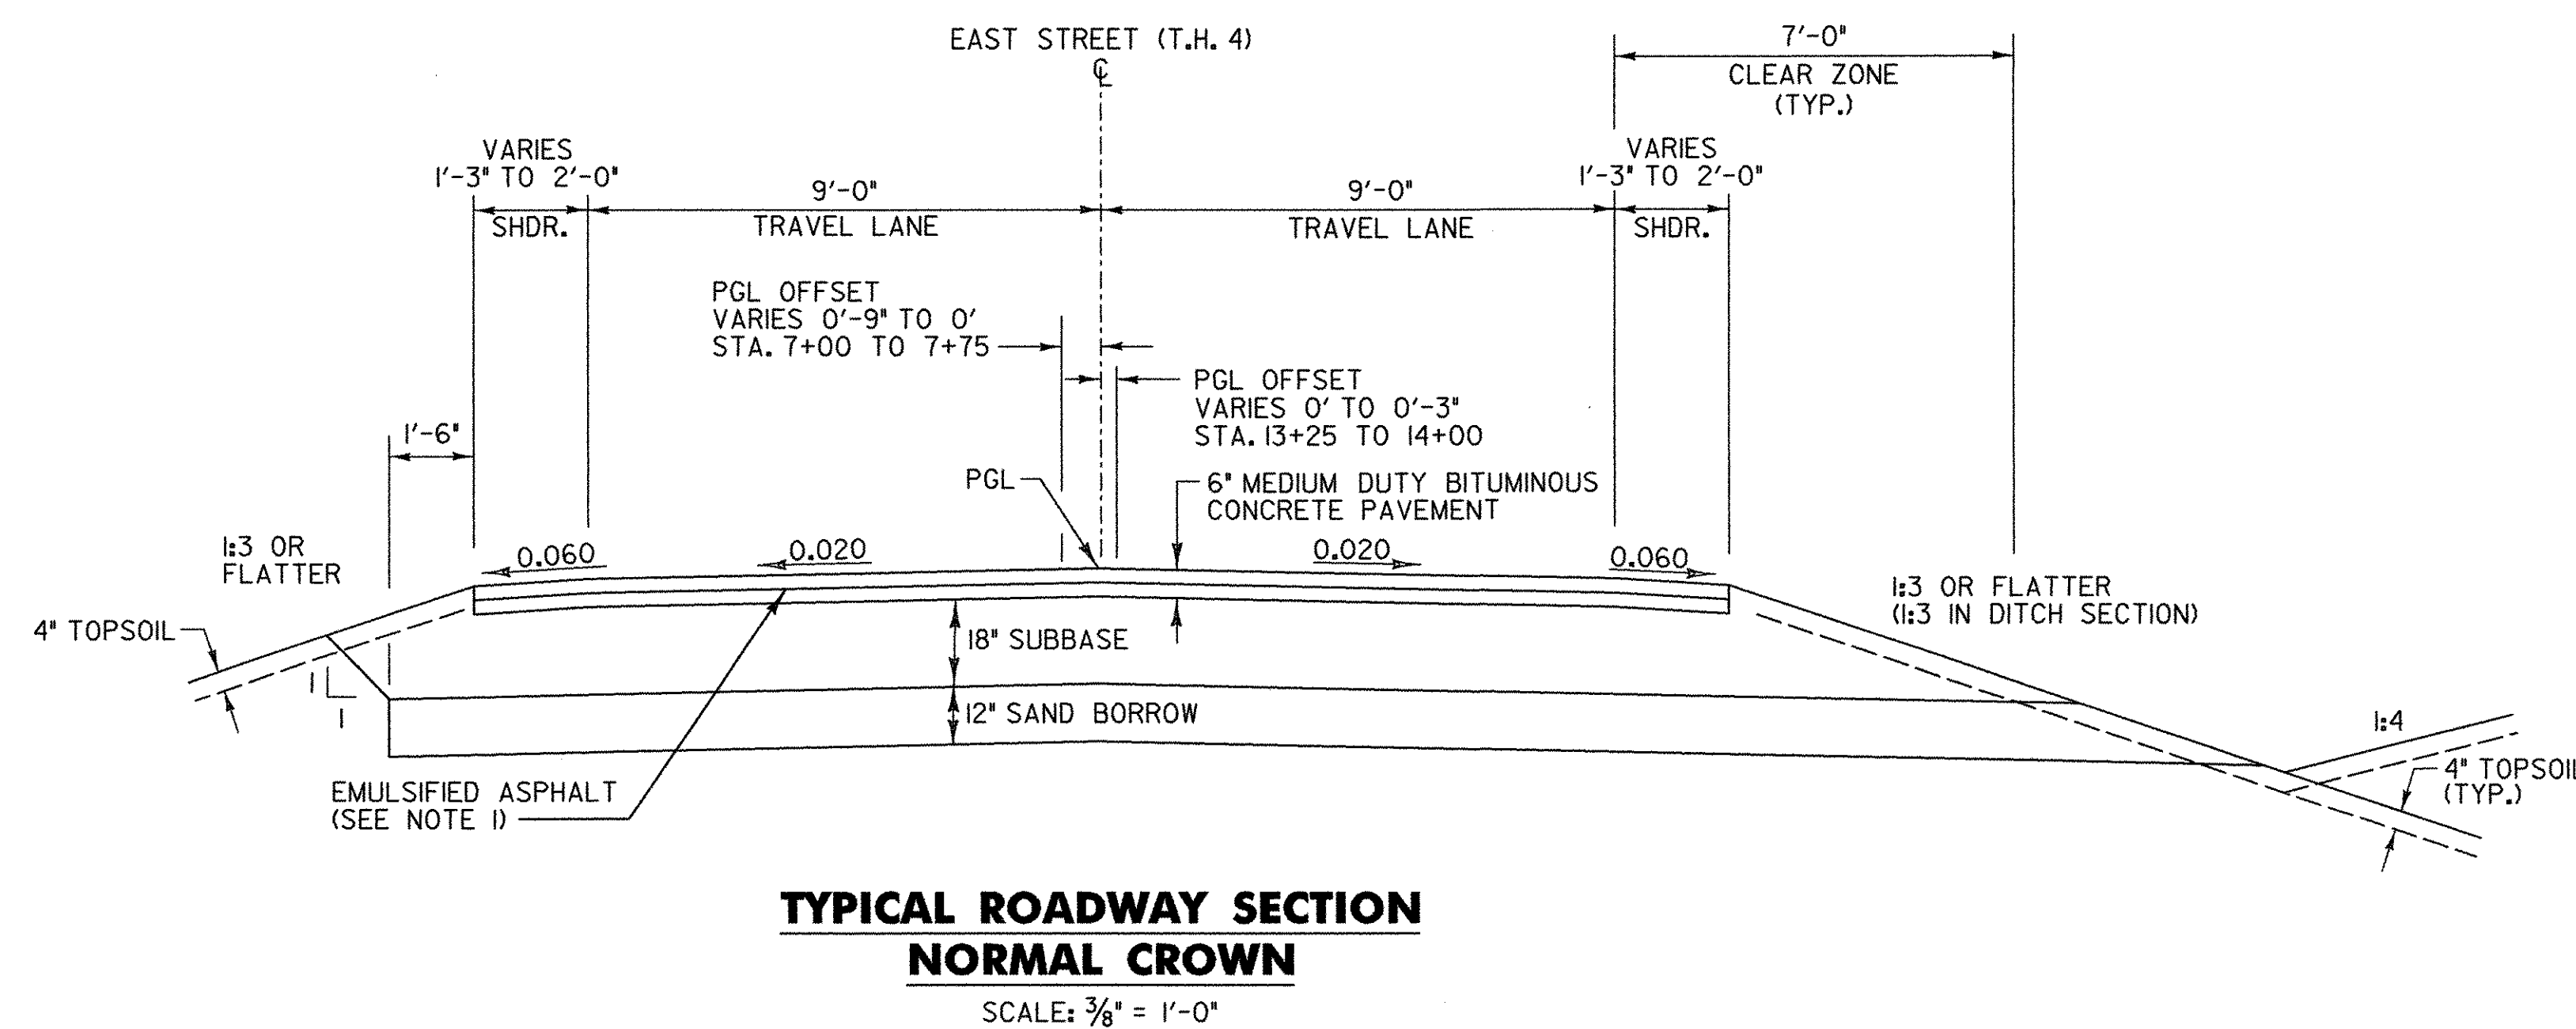 EAST STREET (T.H. 4)
℄
7'-0"
CLEAR ZONE
(TYP.)
VARIES
1'-3" TO 2'-0"
SHDR.
9'-0"
TRAVEL LANE
9'-0"
TRAVEL LANE
VARIES
1'-3" TO 2'-0"
SHDR.
PGL OFFSET
VARIES 0'-9" TO 0'
STA. 7+00 TO 7+75
PGL OFFSET
VARIES 0' TO 0'-3"
STA. 13+25 TO 14+00
1'-6"
PGL
6" MEDIUM DUTY BITUMINOUS
CONCRETE PAVEMENT
1:3 OR
FLATTER
0.060
0.020
0.020
0.060
1:3 OR FLATTER
(1:3 IN DITCH SECTION)
4" TOPSOIL
18" SUBBASE
1
1
12" SAND BORROW
1:4
4" TOPSOIL
(TYP.)
EMULSIFIED ASPHALT
(SEE NOTE 1)
TYPICAL ROADWAY SECTION
NORMAL CROWN
SCALE: 3/8" = 1'-0"